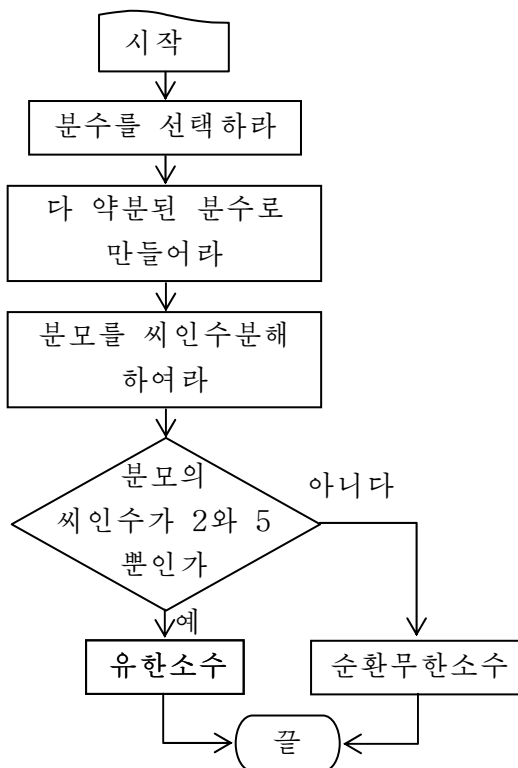 시작
분수를 선택하라
다 약분된 분수로
만들어라
분모를 씨인수분해
하여라
분모의
씨인수가 2와 5
뿐인가
아니다
예
유한소수
순환무한소수
끝